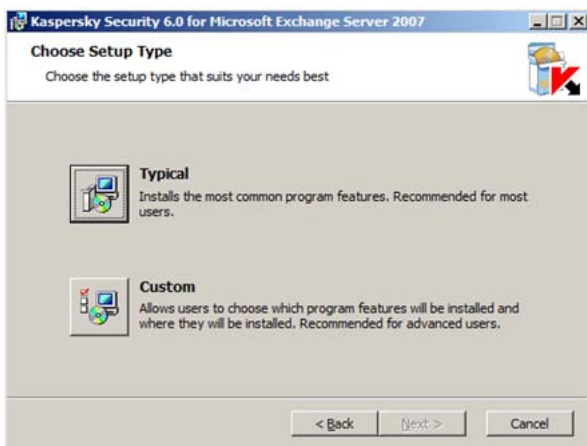 Kaspersky Security 6.0 for Microsoft Exchange Server 2007
Choose Setup Type
Choose the setup type that suits your needs best
Typical
Installs the most common program features. Recommended for most
users.
Custom
Allows users to choose which program features will be installed and
where they will be installed. Recommended for advanced users.
< Back
Next >
Cancel